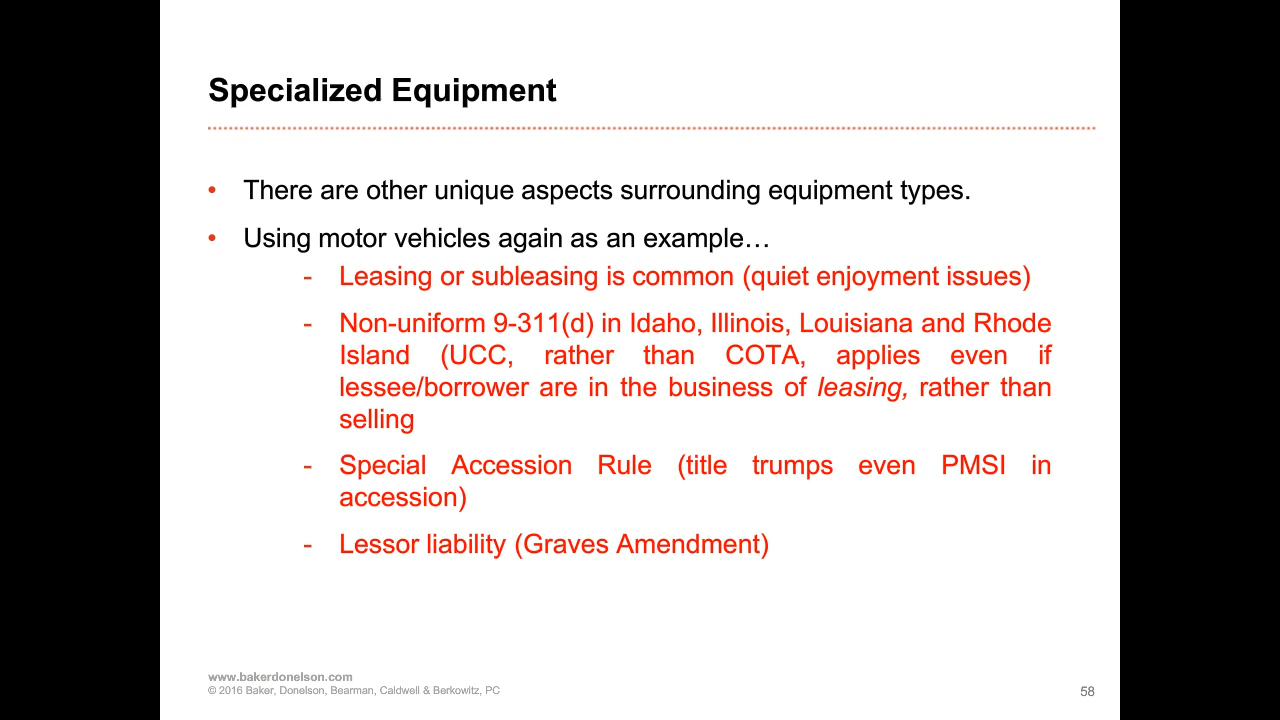 Specialized Equipment
• There are other unique aspects surrounding equipment types.
• Using motor vehicles again as an example…
- Leasing or subleasing is common (quiet enjoyment issues)
- Non-uniform 9-311(d) in Idaho, Illinois, Louisiana and Rhode
Island (UCC, rather than COTA, applies even if
lessee/borrower are in the business of leasing, rather than
selling
- Special Accession Rule (title trumps even PMSI in
accession)
- Lessor liability (Graves Amendment)
www.bakerdonelson.com
© 2016 Baker, Donelson, Bearman, Caldwell & Berkowitz, PC
58